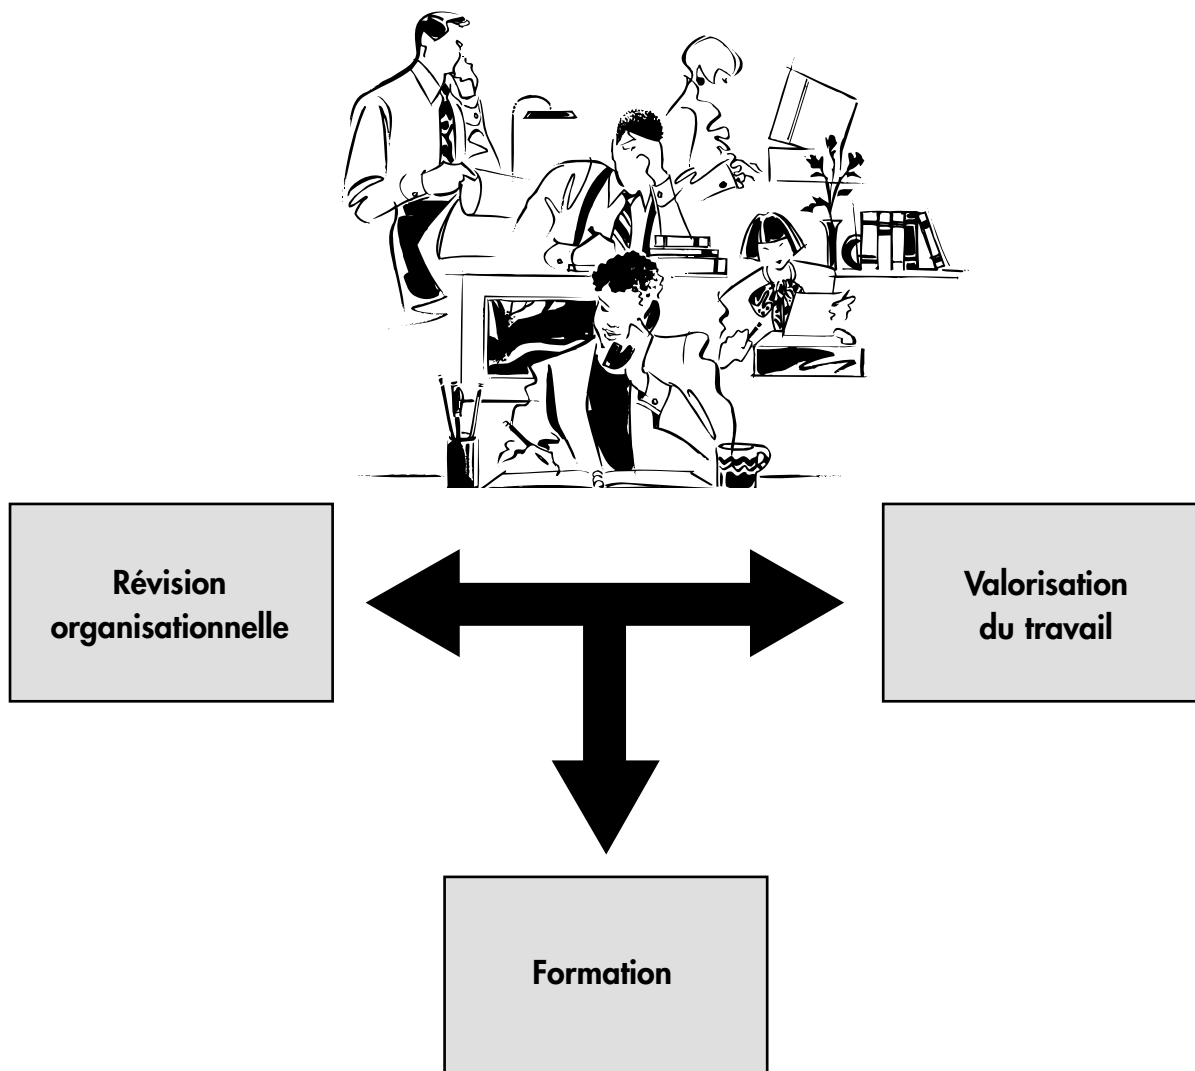 Révision
organisationnelle
Valorisation
du travail
Formation